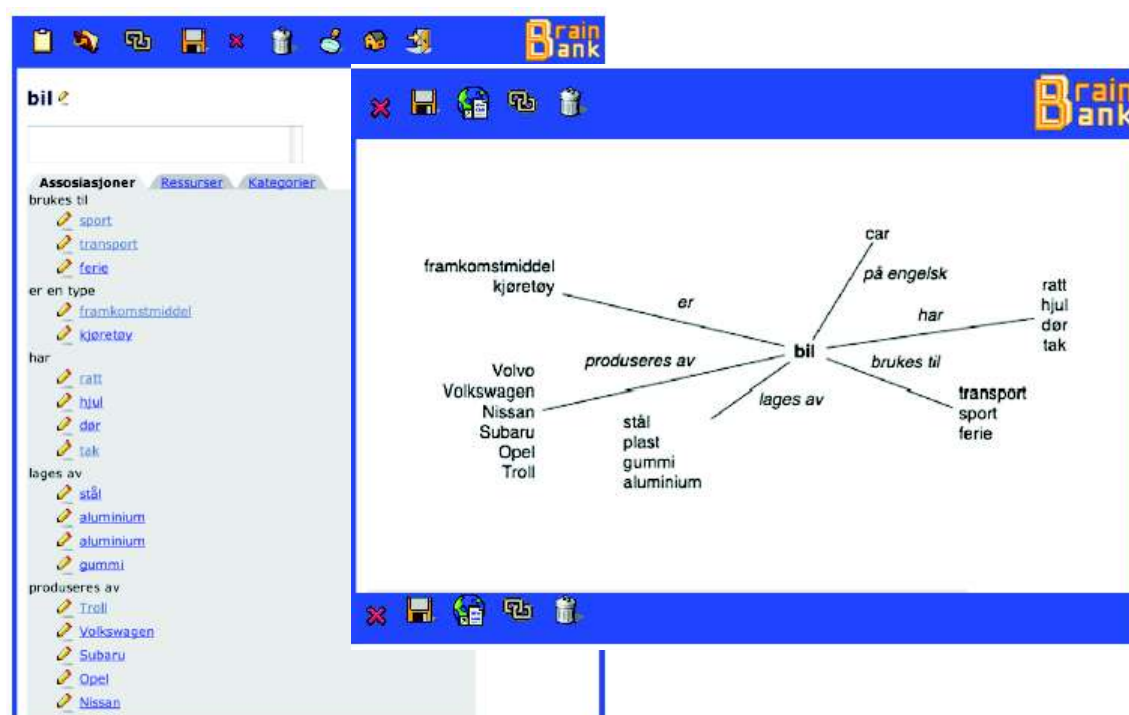 Brain
Bank
bil
Assosiasjoner Ressurser Kategorier
brukes til
sport
transport
ferie
er en type
framkomstmiddel
kjøretøy
har
ratt
hjul
dør
tak
lages av
stål
aluminium
aluminium
gummi
produseres av
Troll
Volkswagen
Subaru
Opel
Nissan
Brain
Bank
car
på engelsk
framkomstmiddel
kjøretøy
er
har
ratt
hjul
dør
tak
bil
produseres av
brukes til
Volvo
Volkswagen
Nissan
Subaru
Opel
Troll
lages av
stål
plast
gummi
aluminium
transport
sport
ferie